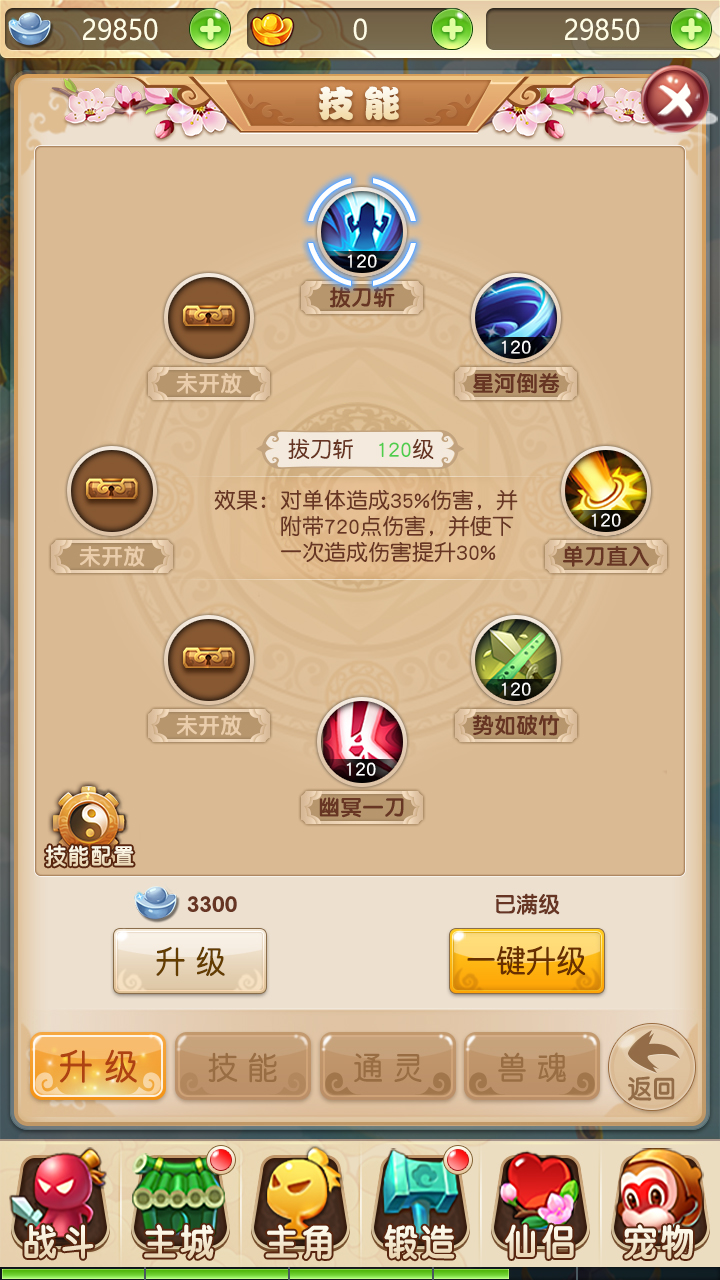 29850
0
29850
技能
120
拔刀斩
未开放
120
星河倒卷
拔刀斩 120级
效果：对单体造成35%伤害，并
附带720点伤害，并使下
一次造成伤害提升30%
未开放
120
单刀直入
未开放
120
势如破竹
120
幽冥一刀
技能配置
3300
已满级
升级
一键升级
升级
技能
通灵
兽魂
返回
战斗
主城
主角
锻造
仙侣
宠物